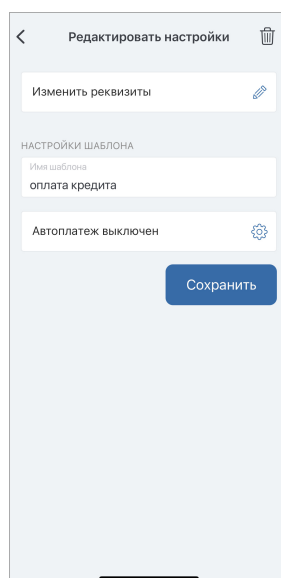 Редактировать настройки
Изменить реквизиты
НАСТРОЙКИ ШАБЛОНА
Имя шаблона
оплата кредита
Автоплатеж выключен
Сохранить